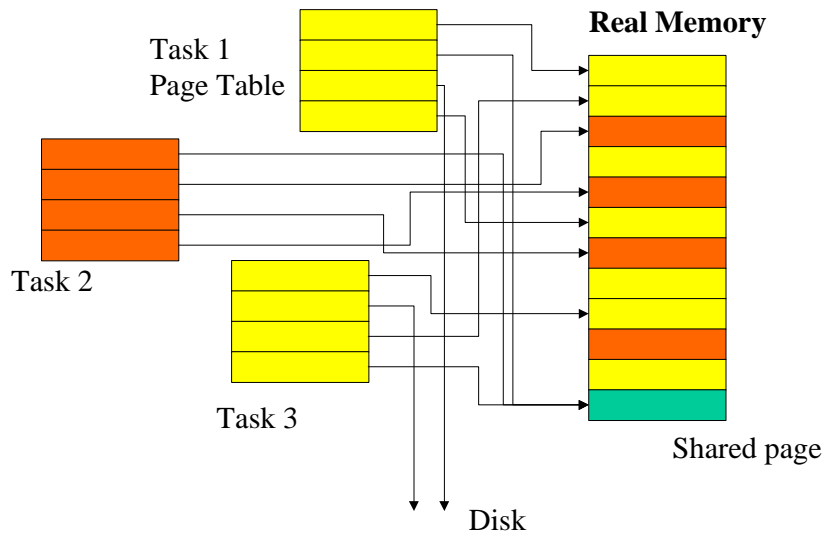 Task 1
Page Table
Real Memory
Task 2
Task 3
Shared page
Disk